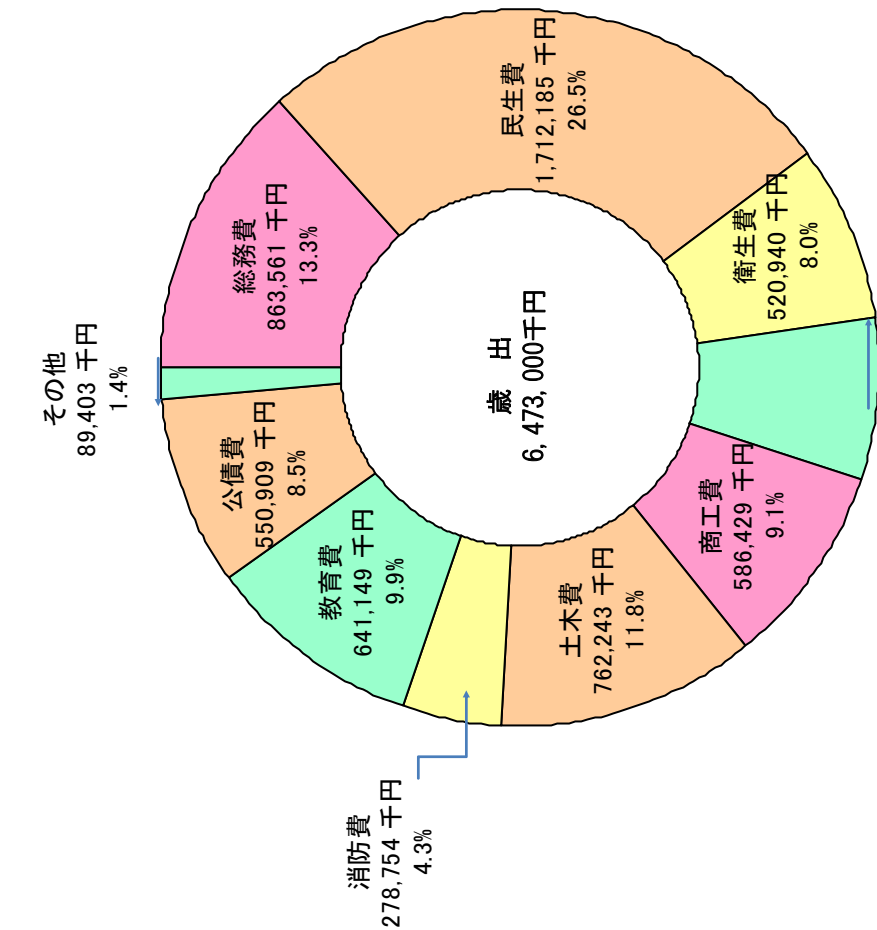 歳　出
6,473,000千円
総務費
863,561 千円
13.3%
民生費
1,712,185 千円
26.5%
衛生費
520,940 千円
8.0%
商工費
586,429 千円
9.1%
土木費
762,243 千円
11.8%
消防費
278,754 千円
4.3%
教育費
641,149 千円
9.9%
公債費
550,909 千円
8.5%
その他
89,403 千円
1.4%